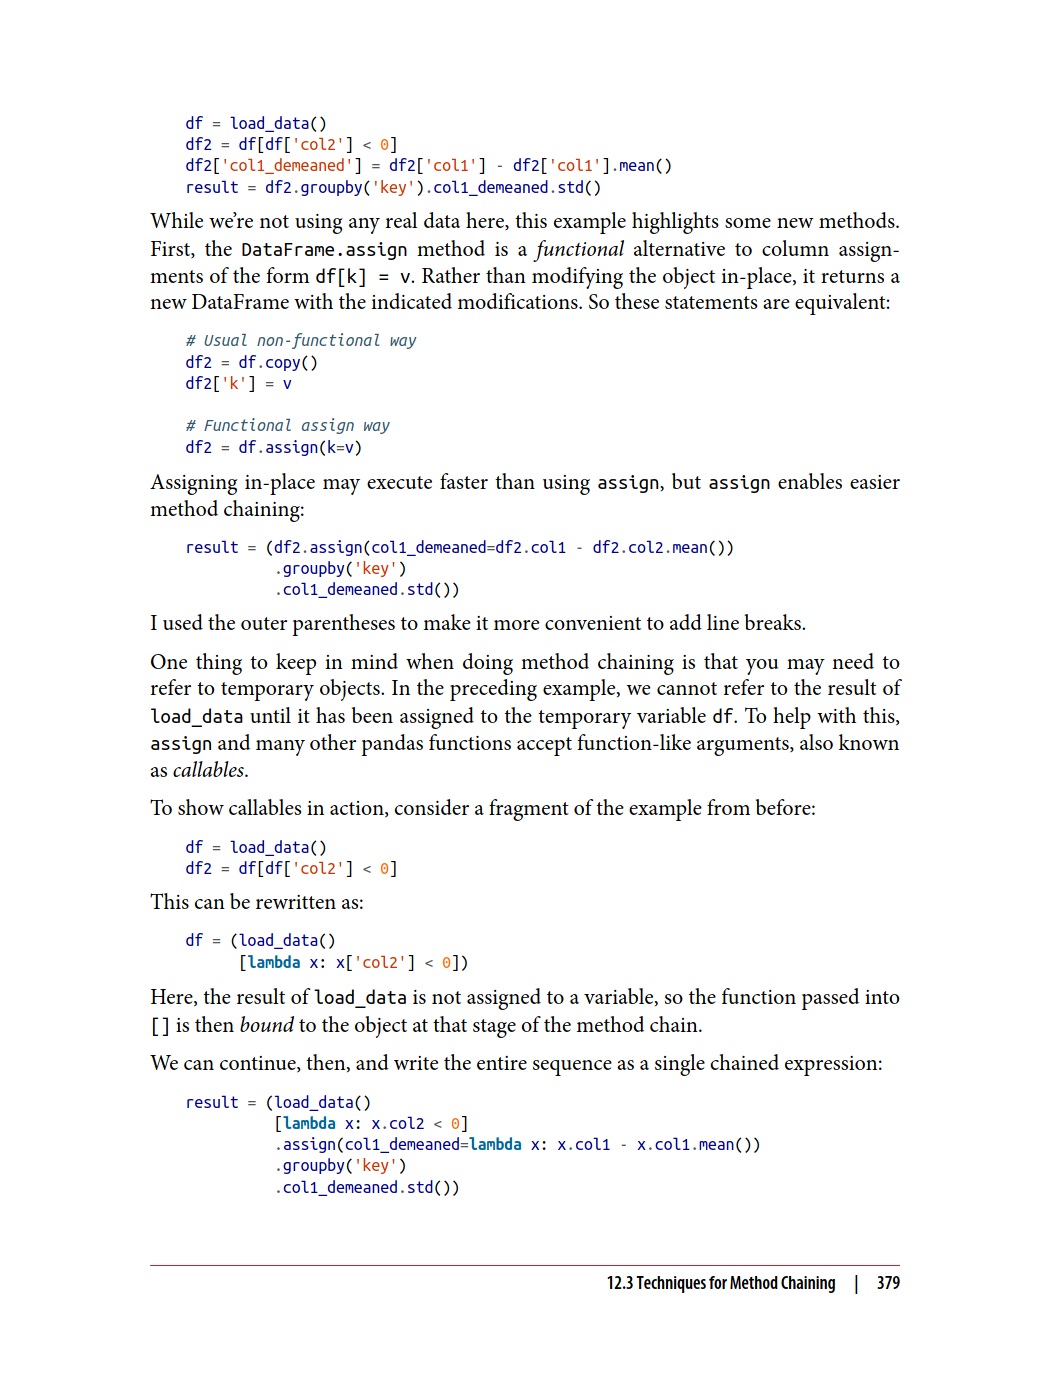 df = load_data()
df2 = df[df['col2'] < 0]
df2['col1_demeaned'] = df2['col1'] - df2['col1'].mean()
result = df2.groupby('key').col1_demeaned.std()
While we’re not using any real data here, this example highlights some new methods.
First, the DataFrame.assign method is a functional alternative to column assign-
ments of the form df[k] = v. Rather than modifying the object in-place, it returns a
new DataFrame with the indicated modifications. So these statements are equivalent:
# Usual non-functional way
df2 = df.copy()
df2['k'] = v
# Functional assign way
df2 = df.assign(k=v)
Assigning in-place may execute faster than using assign, but assign enables easier
method chaining:
result = (df2.assign(col1_demeaned=df2.col1 - df2.col2.mean())
          .groupby('key')
          .col1_demeaned.std())
I used the outer parentheses to make it more convenient to add line breaks.
One thing to keep in mind when doing method chaining is that you may need to
refer to temporary objects. In the preceding example, we cannot refer to the result of
load_data until it has been assigned to the temporary variable df. To help with this,
assign and many other pandas functions accept function-like arguments, also known
as callables.
To show callables in action, consider a fragment of the example from before:
df = load_data()
df2 = df[df['col2'] < 0]
This can be rewritten as:
df = (load_data()
      [lambda x: x['col2'] < 0])
Here, the result of load_data is not assigned to a variable, so the function passed into
[] is then bound to the object at that stage of the method chain.
We can continue, then, and write the entire sequence as a single chained expression:
result = (load_data()
          [lambda x: x.col2 < 0]
          .assign(col1_demeaned=lambda x: x.col1 - x.col1.mean())
          .groupby('key')
          .col1_demeaned.std())
12.3 Techniques for Method Chaining | 379